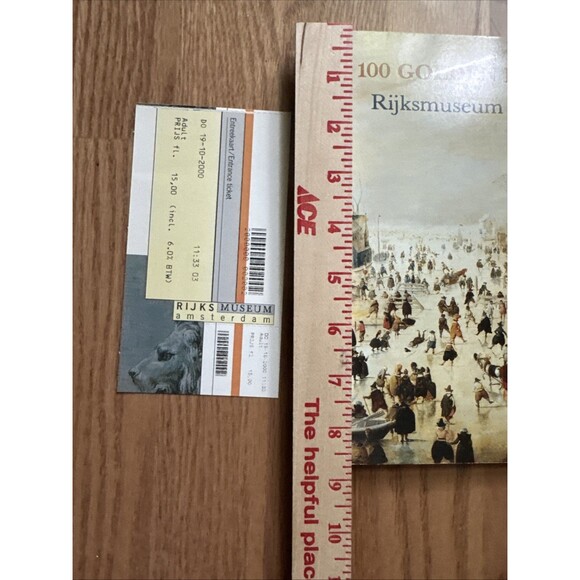 Entreekaart/Entrance ticket
DO 19-10-2000 11:33 03
Adult
PRIJS fl. 15,00 (incl. 6.0% BTW)
RIJKS MUSEUM
amsterdam
1
2
3
ACE
4
5
6
7
8
9
10
The helpful plac
100 GOLDEN
Rijksmuseum